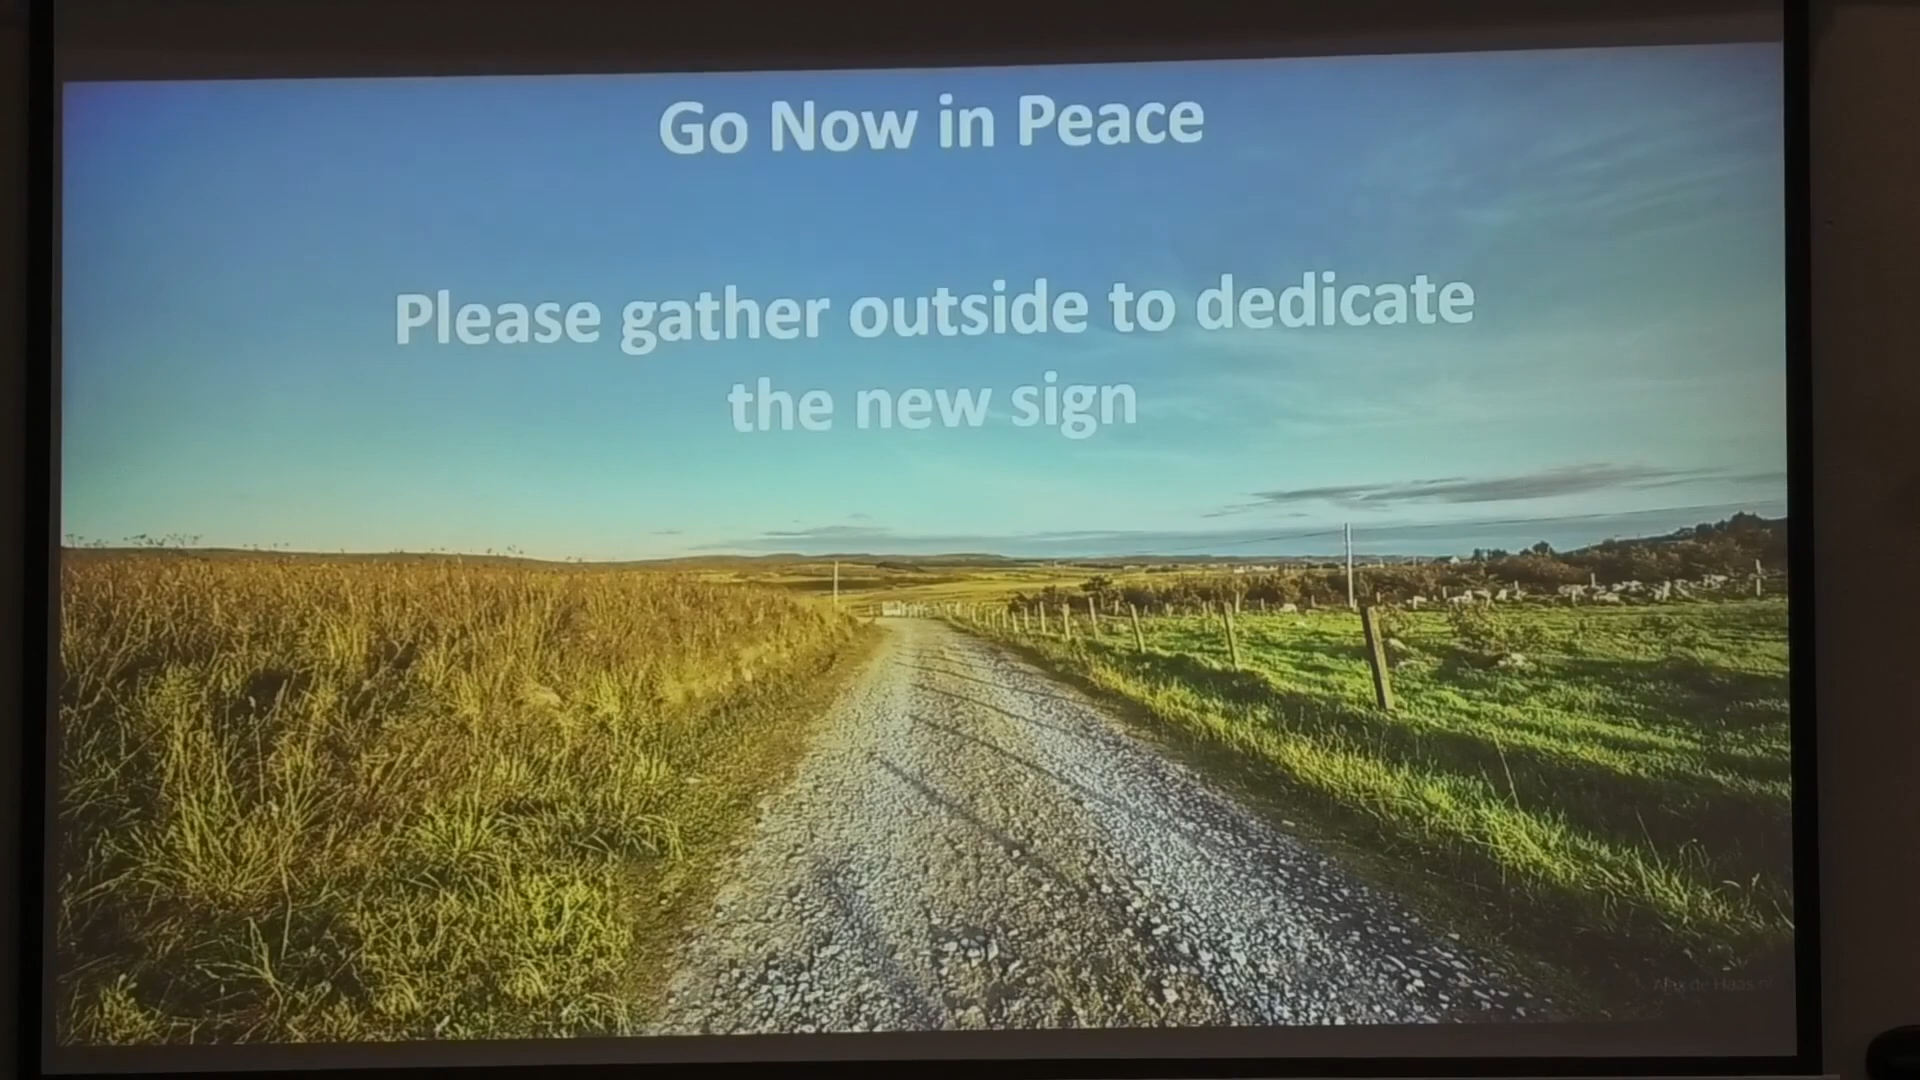 Go Now in Peace
Please gather outside to dedicate
the new sign